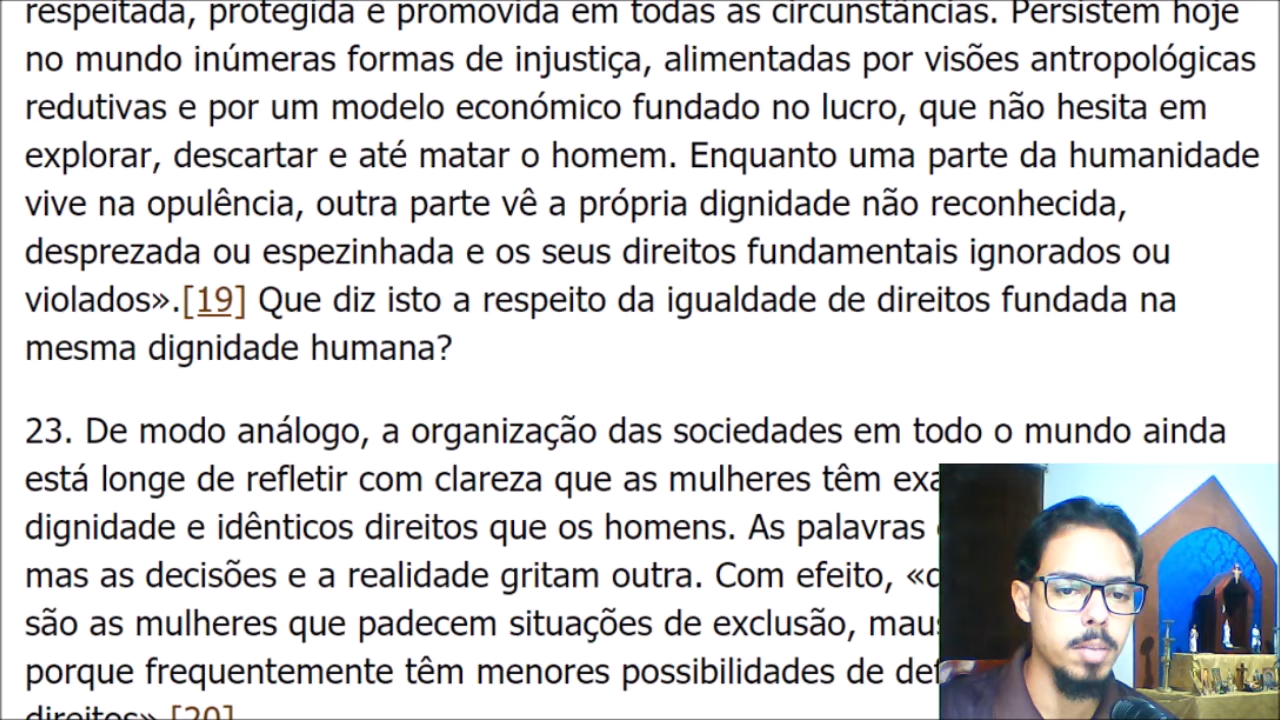 respeitada, protegida e promovida em todas as circunstâncias. Persistem hoje
no mundo inúmeras formas de injustiça, alimentadas por visões antropológicas
redutivas e por um modelo económico fundado no lucro, que não hesita em
explorar, descartar e até matar o homem. Enquanto uma parte da humanidade
vive na opulência, outra parte vê a própria dignidade não reconhecida,
desprezada ou espezinhada e os seus direitos fundamentais ignorados ou
violados».[19] Que diz isto a respeito da igualdade de direitos fundada na
mesma dignidade humana?
23. De modo análogo, a organização das sociedades em todo o mundo ainda
está longe de refletir com clareza que as mulheres têm
dignidade e idênticos direitos que os homens. As palavras
mas as decisões e a realidade gritam outra. Com efeito,
são as mulheres que padecem situações de exclusão,
porque frequentemente têm menores possibilidades de
direitos».[20]